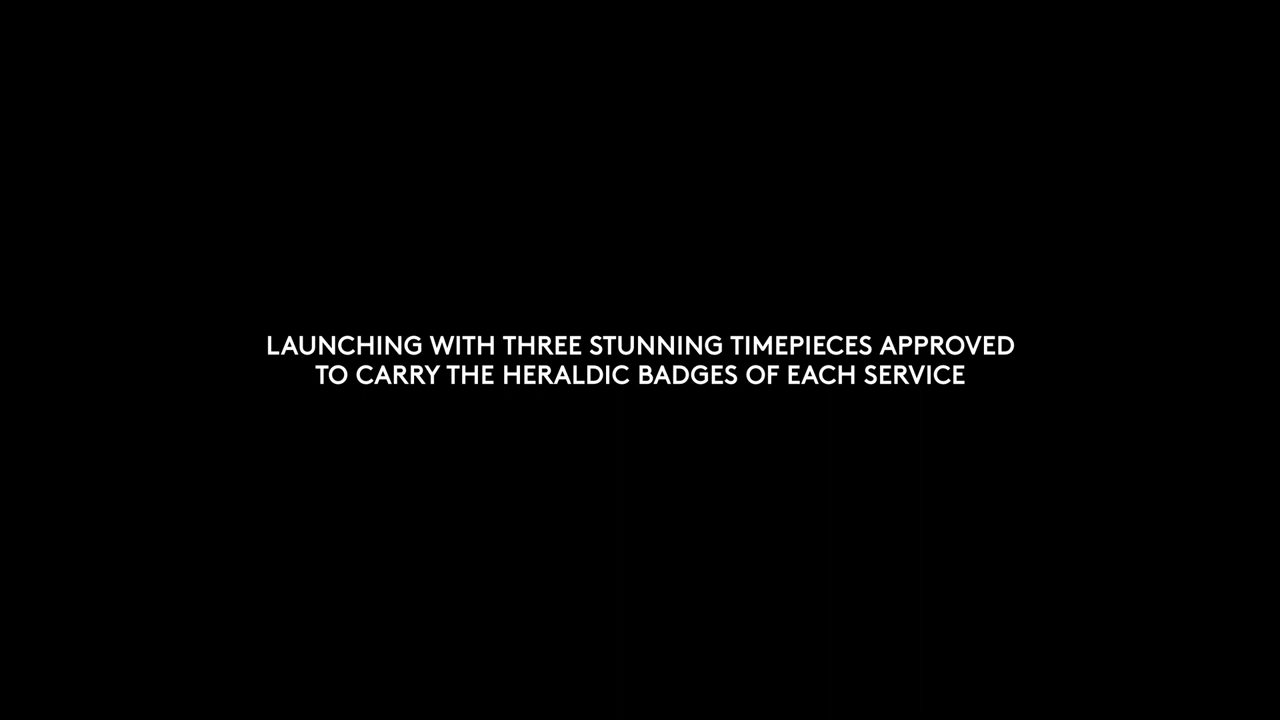 LAUNCHING WITH THREE STUNNING TIMEPIECES APPROVED
TO CARRY THE HERALDIC BADGES OF EACH SERVICE